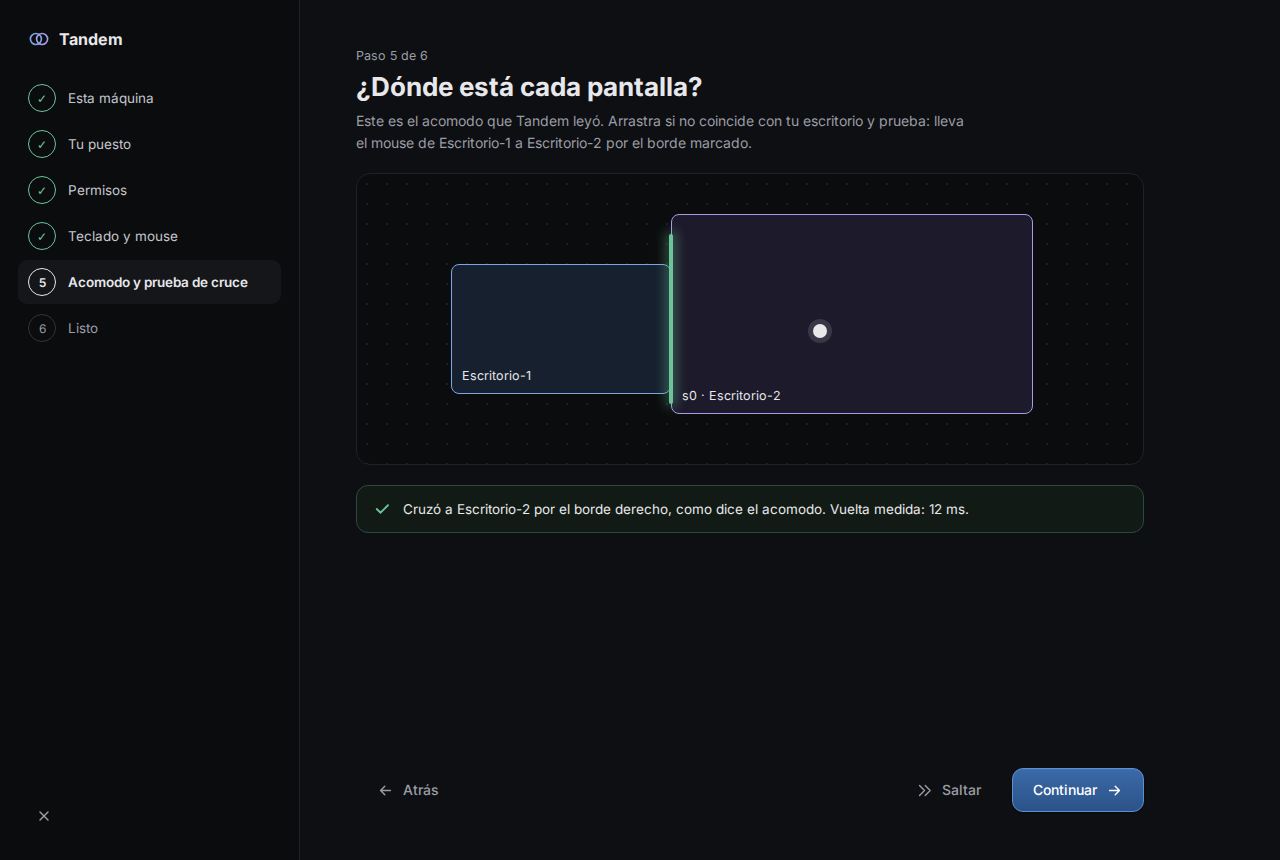 Tandem
✓ Esta máquina
✓ Tu puesto
✓ Permisos
✓ Teclado y mouse
5 Acomodo y prueba de cruce
6 Listo
Paso 5 de 6
¿Dónde está cada pantalla?
Este es el acomodo que Tandem leyó. Arrastra si no coincide con tu escritorio y prueba: lleva
el mouse de Escritorio-1 a Escritorio-2 por el borde marcado.
Escritorio-1
s0 · Escritorio-2
Cruzó a Escritorio-2 por el borde derecho, como dice el acomodo. Vuelta medida: 12 ms.
Atrás
Saltar
Continuar